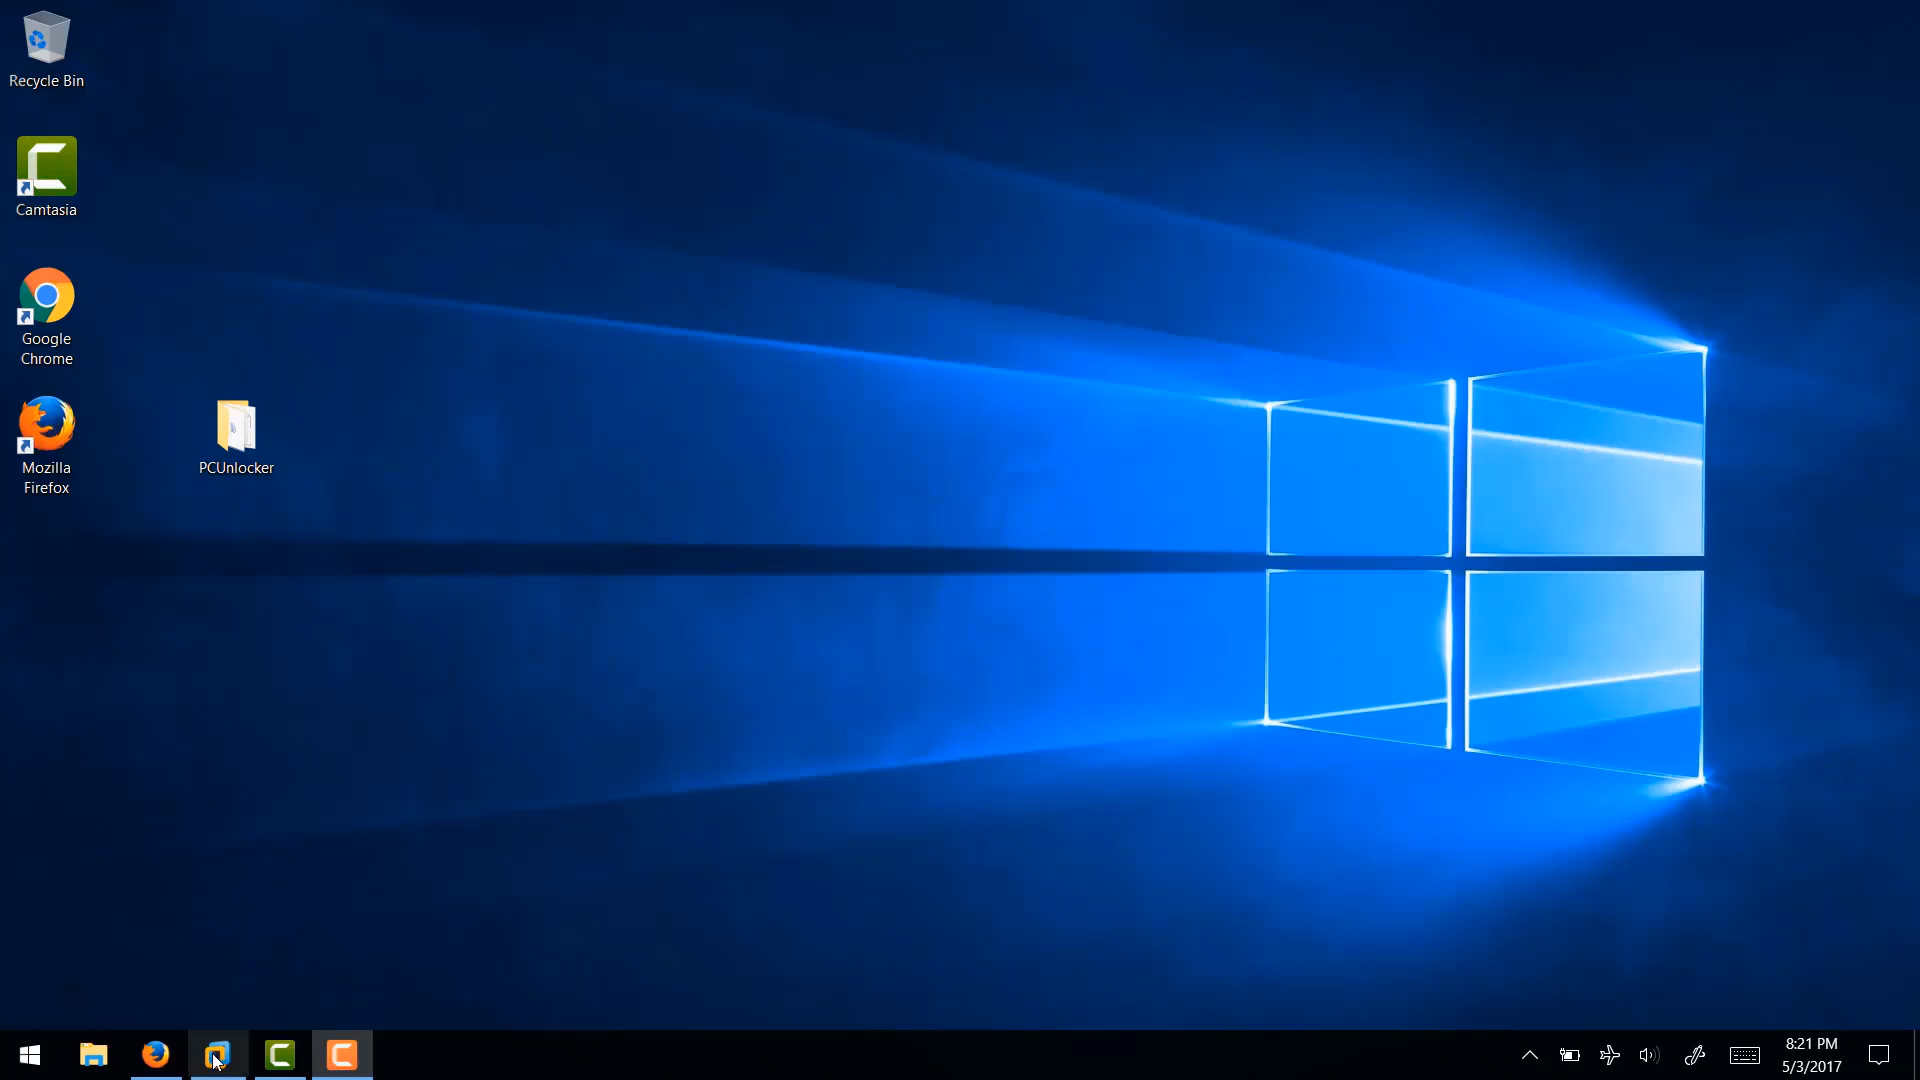 Recycle Bin
Camtasia
Google
Chrome
Mozilla
Firefox
PCUnlocker
8:21 PM
5/3/2017